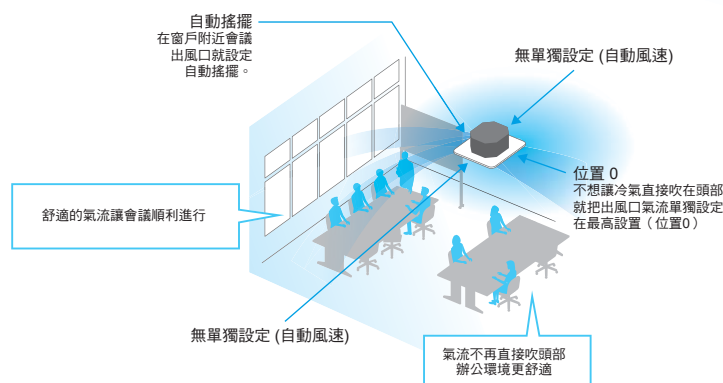 自動搖擺
在窗戶附近會議
出風口就設定
自動搖擺。
無單獨設定 (自動風速)
位置 0
不想讓冷氣直接吹在頭部
就把出風口氣流單獨設定
在最高設置（位置0）
舒適的氣流讓會議順利進行
無單獨設定 (自動風速)
氣流不再直接吹頭部
辦公環境更舒適